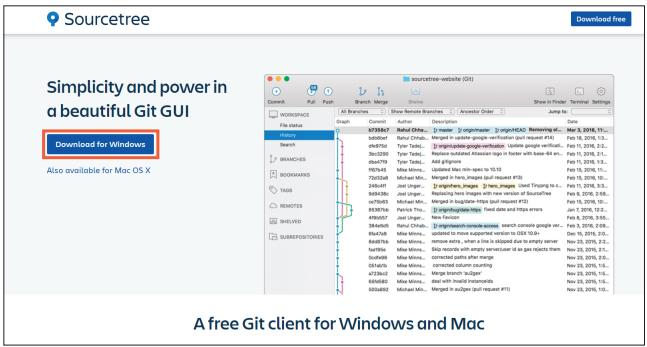 Sourcetree
Download free
Simplicity and power in
a beautiful Git GUI
Download for Windows
Also available for Mac OS X
sourcetree-website (Git)
Commit Pull Push Branch Merge Shelve Show in Finder Terminal Settings
All Branches Show Remote Branches Ancestor Order Jump to:
Graph Commit Author Description Date
WORKSPACE
File status
History
Search
BRANCHES
BOOKMARKS
TAGS
REMOTES
SHELVED
SUBREPOSITORIES
b7358c7 Rahul Chhab... master origin/master origin/HEAD Removing ol... Mar 3, 2016, 11:...
bdb8bef Rahul Chhab... Merged in update-google-verification (pull request #14) Feb 18, 2016, 1:3...
dfe975d Tyler Tadej... origin/update-google-verification Update google verificati... Feb 11, 2016, 2:2...
3bc3290 Tyler Tadej... Replace outdated Atlassian logo in footer with base-64 en... Feb 11, 2016, 2:1...
dba47f9 Tyler Tadej... Add gitignore Feb 11, 2016, 1:3...
ff67b45 Mike Minns... Updated Mac min-spec to 10.10 Feb 15, 2016, 11:...
72d32a8 Michael Min... Merged in hero_images (pull request #13) Feb 15, 2016, 10:...
246c4ff Joel Unger... origin/hero_images hero_images Used Tinypng to c... Feb 11, 2016, 3:3...
9d9438c Joel Unger... Replacing hero images with new version of SourceTree Feb 9, 2016, 2:59...
ce75b63 Michael Min... Merged in bugfix/https (pull request #12) Feb 15, 2016, 10:...
85367bb Patrick Tho... origin/bugfix/https fixed date and https errors Jan 7, 2016, 12:2...
4f9b557 Joel Unger... New Favicon Feb 8, 2016, 3:55...
384e6d5 Rahul Chhab... origin/search-console-access search console google ver... Feb 3, 2016, 2:09...
6fa47a9 Mike Minns... updated to move supported version to OSX 10.9+ Dec 15, 2015, 2:0...
8dd87bb Mike Minns... remove extra , when a line is skipped due to empty server Nov 23, 2015, 2:2...
faa195e Mike Minns... Skip records with empty server/user id as gas rejects them Nov 23, 2015, 2:1...
0cdfe96 Mike Minns... corrected paths after merge Nov 23, 2015, 2:0...
051ab1b Mike Minns... corrected column counting Nov 23, 2015, 1:5...
a723bc2 Mike Minns... Merge branch 'au2gex' Nov 23, 2015, 1:5...
65fd580 Mike Minns... deal with invalid instanceids Nov 23, 2015, 1:5...
500a892 Michael Min... Merged in au2gex (pull request #11) Nov 23, 2015, 1:0...
A free Git client for Windows and Mac